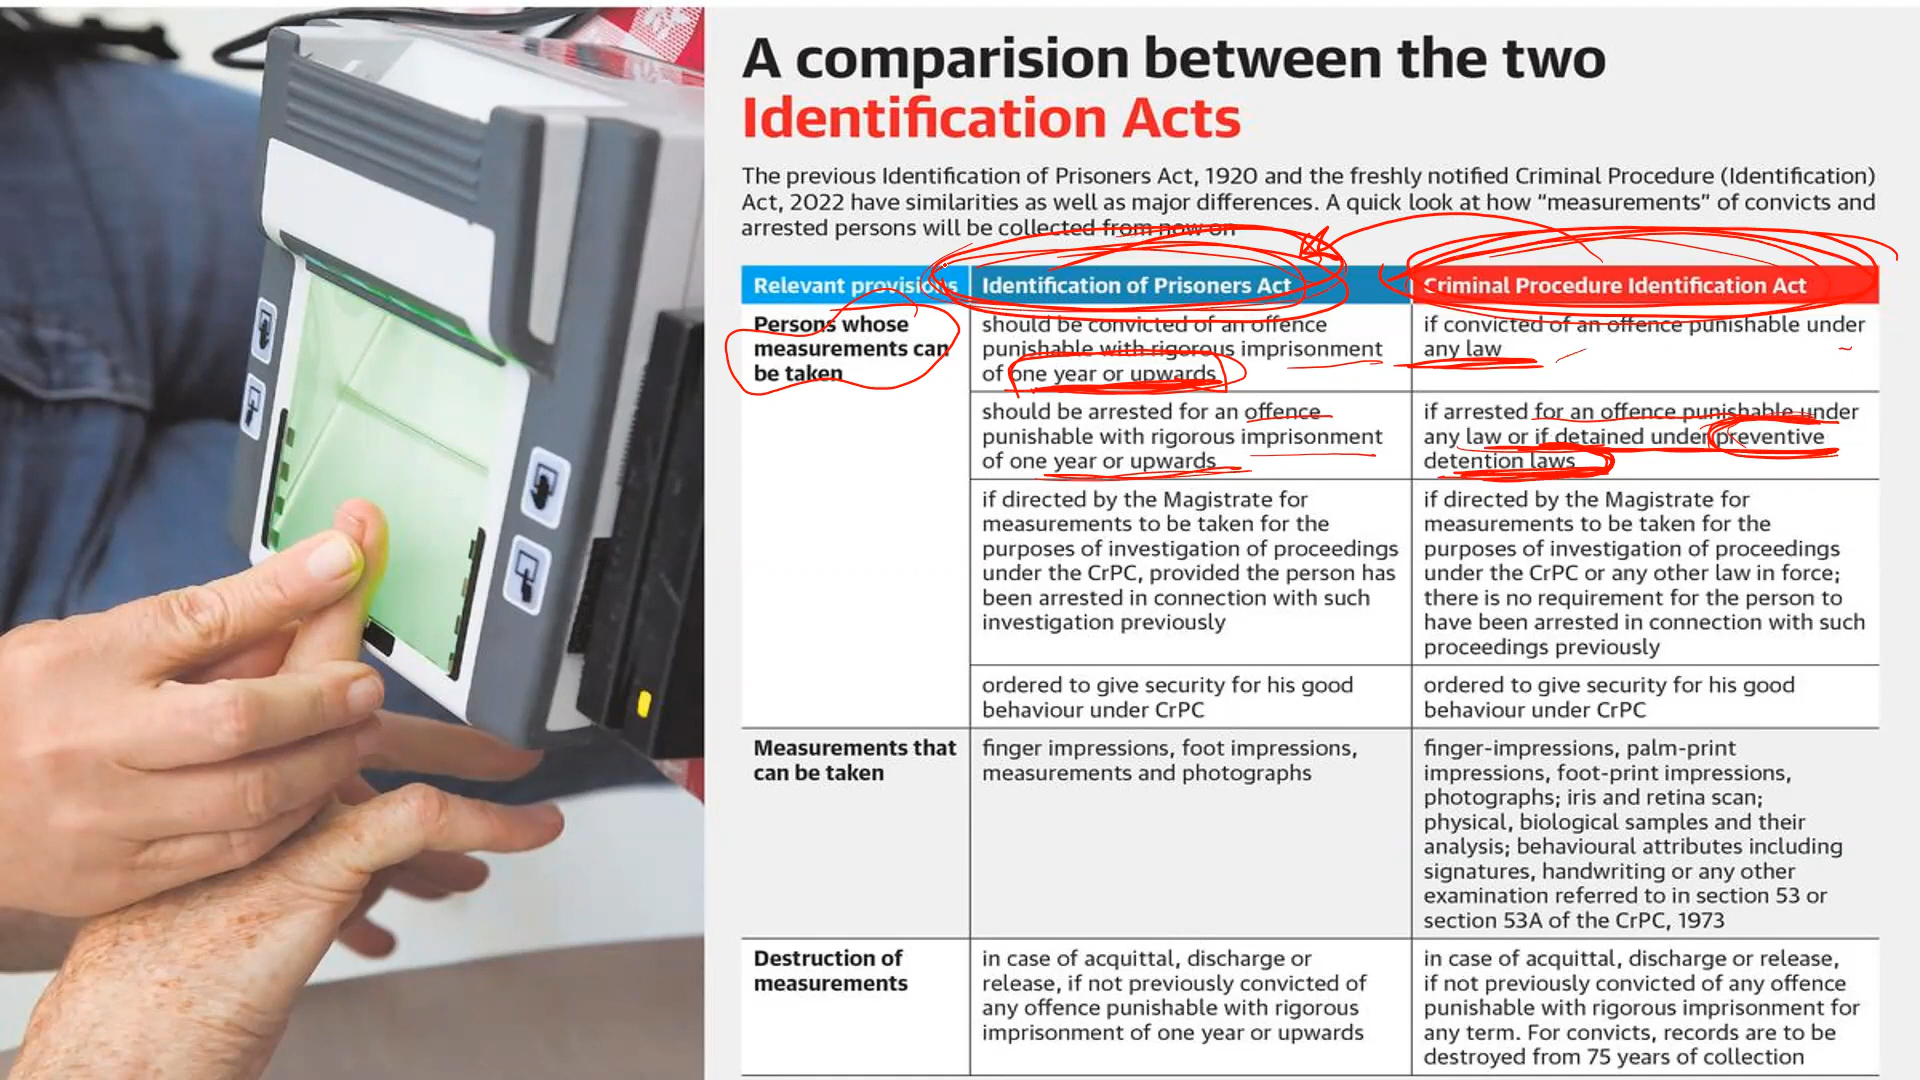 A comparision between the two
Identification Acts
The previous Identification of Prisoners Act, 1920 and the freshly notified Criminal Procedure (Identification)
Act, 2022 have similarities as well as major differences. A quick look at how “measurements” of convicts and
arrested persons will be collected from now on
Relevant provisions
Identification of Prisoners Act
Criminal Procedure Identification Act
Persons whose
measurements can
be taken
should be convicted of an offence
punishable with rigorous imprisonment
of one year or upwards
if convicted of an offence punishable under
any law
should be arrested for an offence
punishable with rigorous imprisonment
of one year or upwards
if arrested for an offence punishable under
any law or if detained under preventive
detention laws
if directed by the Magistrate for
measurements to be taken for the
purposes of investigation of proceedings
under the CrPC, provided the person has
been arrested in connection with such
investigation previously
if directed by the Magistrate for
measurements to be taken for the
purposes of investigation of proceedings
under the CrPC or any other law in force;
there is no requirement for the person to
have been arrested in connection with such
proceedings previously
ordered to give security for his good
behaviour under CrPC
ordered to give security for his good
behaviour under CrPC
Measurements that
can be taken
finger impressions, foot impressions,
measurements and photographs
finger-impressions, palm-print
impressions, foot-print impressions,
photographs; iris and retina scan;
physical, biological samples and their
analysis; behavioural attributes including
signatures, handwriting or any other
examination referred to in section 53 or
section 53A of the CrPC, 1973
Destruction of
measurements
in case of acquittal, discharge or
release, if not previously convicted of
any offence punishable with rigorous
imprisonment of one year or upwards
in case of acquittal, discharge or release,
if not previously convicted of any offence
punishable with rigorous imprisonment for
any term. For convicts, records are to be
destroyed from 75 years of collection